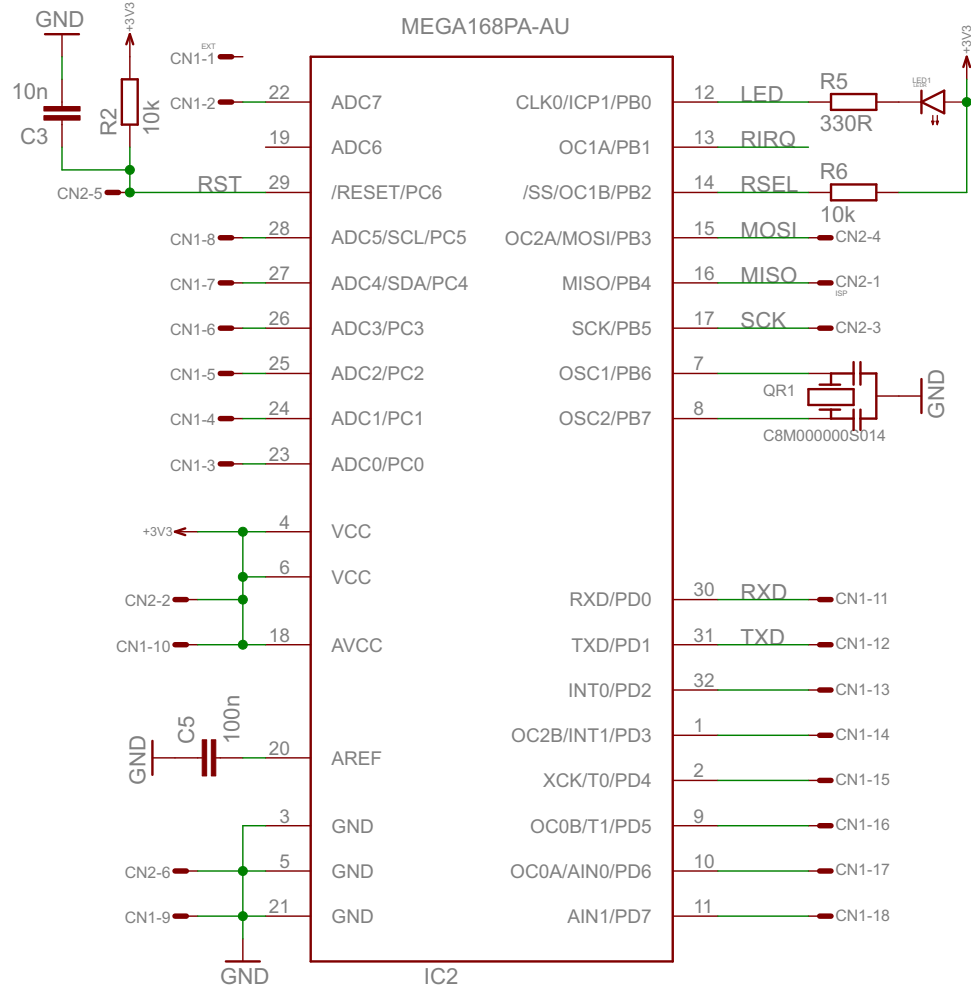 MEGA168PA-AU
GND
+3V3
10n
C3
R2
10k
CN1-1
EXT
CN1-2
22
ADC7
19
ADC6
CN2-5
RST
29
/RESET/PC6
CN1-8
28
ADC5/SCL/PC5
CN1-7
27
ADC4/SDA/PC4
CN1-6
26
ADC3/PC3
CN1-5
25
ADC2/PC2
CN1-4
24
ADC1/PC1
CN1-3
23
ADC0/PC0
+3V3
4
VCC
6
VCC
CN2-2
CN1-10
18
AVCC
GND
C5
100n
20
AREF
3
GND
CN2-6
5
GND
CN1-9
21
GND
GND
CLK0/ICP1/PB0
12
LED
R5
330R
LED1
+3V3
OC1A/PB1
13
RIRQ
/SS/OC1B/PB2
14
RSEL
R6
10k
OC2A/MOSI/PB3
15
MOSI
CN2-4
MISO/PB4
16
MISO
CN2-1
ISP
SCK/PB5
17
SCK
CN2-3
OSC1/PB6
7
QR1
GND
OSC2/PB7
8
C8M000000S014
RXD/PD0
30
RXD
CN1-11
TXD/PD1
31
TXD
CN1-12
INT0/PD2
32
CN1-13
OC2B/INT1/PD3
1
CN1-14
XCK/T0/PD4
2
CN1-15
OC0B/T1/PD5
9
CN1-16
OC0A/AIN0/PD6
10
CN1-17
AIN1/PD7
11
CN1-18
IC2